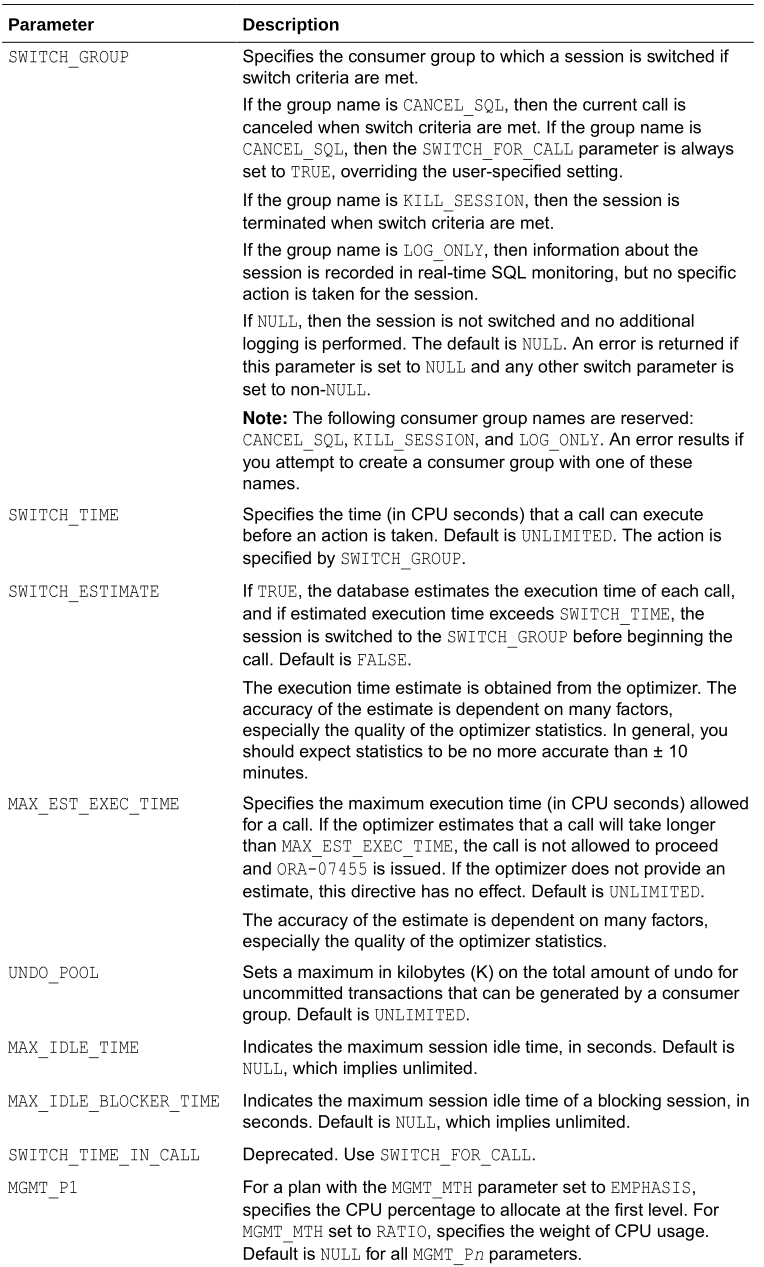 Parameter Description
SWITCH_GROUP Specifies the consumer group to which a session is switched if
switch criteria are met.
If the group name is CANCEL_SQL, then the current call is
canceled when switch criteria are met. If the group name is
CANCEL_SQL, then the SWITCH_FOR_CALL parameter is always
set to TRUE, overriding the user-specified setting.
If the group name is KILL_SESSION, then the session is
terminated when switch criteria are met.
If the group name is LOG_ONLY, then information about the
session is recorded in real-time SQL monitoring, but no specific
action is taken for the session.
If NULL, then the session is not switched and no additional
logging is performed. The default is NULL. An error is returned if
this parameter is set to NULL and any other switch parameter is
set to non-NULL.
Note: The following consumer group names are reserved:
CANCEL_SQL, KILL_SESSION, and LOG_ONLY. An error results if
you attempt to create a consumer group with one of these
names.
SWITCH_TIME Specifies the time (in CPU seconds) that a call can execute
before an action is taken. Default is UNLIMITED. The action is
specified by SWITCH_GROUP.
SWITCH_ESTIMATE If TRUE, the database estimates the execution time of each call,
and if estimated execution time exceeds SWITCH_TIME, the
session is switched to the SWITCH_GROUP before beginning the
call. Default is FALSE.
The execution time estimate is obtained from the optimizer. The
accuracy of the estimate is dependent on many factors,
especially the quality of the optimizer statistics. In general, you
should expect statistics to be no more accurate than ± 10
minutes.
MAX_EST_EXEC_TIME Specifies the maximum execution time (in CPU seconds) allowed
for a call. If the optimizer estimates that a call will take longer
than MAX_EST_EXEC_TIME, the call is not allowed to proceed
and ORA-07455 is issued. If the optimizer does not provide an
estimate, this directive has no effect. Default is UNLIMITED.
The accuracy of the estimate is dependent on many factors,
especially the quality of the optimizer statistics.
UNDO_POOL Sets a maximum in kilobytes (K) on the total amount of undo for
uncommitted transactions that can be generated by a consumer
group. Default is UNLIMITED.
MAX_IDLE_TIME Indicates the maximum session idle time, in seconds. Default is
NULL, which implies unlimited.
MAX_IDLE_BLOCKER_TIME Indicates the maximum session idle time of a blocking session, in
seconds. Default is NULL, which implies unlimited.
SWITCH_TIME_IN_CALL Deprecated. Use SWITCH_FOR_CALL.
MGMT_P1 For a plan with the MGMT_MTH parameter set to EMPHASIS,
specifies the CPU percentage to allocate at the first level. For
MGMT_MTH set to RATIO, specifies the weight of CPU usage.
Default is NULL for all MGMT_Pn parameters.